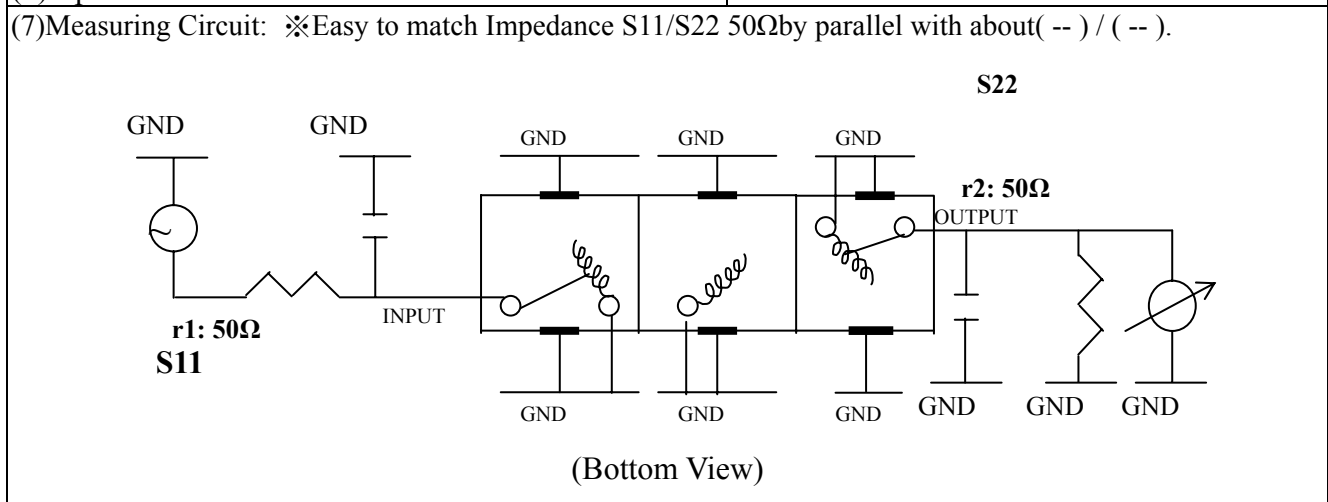 (7)Measuring Circuit: ※Easy to match Impedance S11/S22 50Ωby parallel with about( -- ) / ( -- ).
S22
GND GND GND GND GND
r2: 50Ω
OUTPUT
INPUT
r1: 50Ω
S11
GND GND GND GND GND GND
(Bottom View)